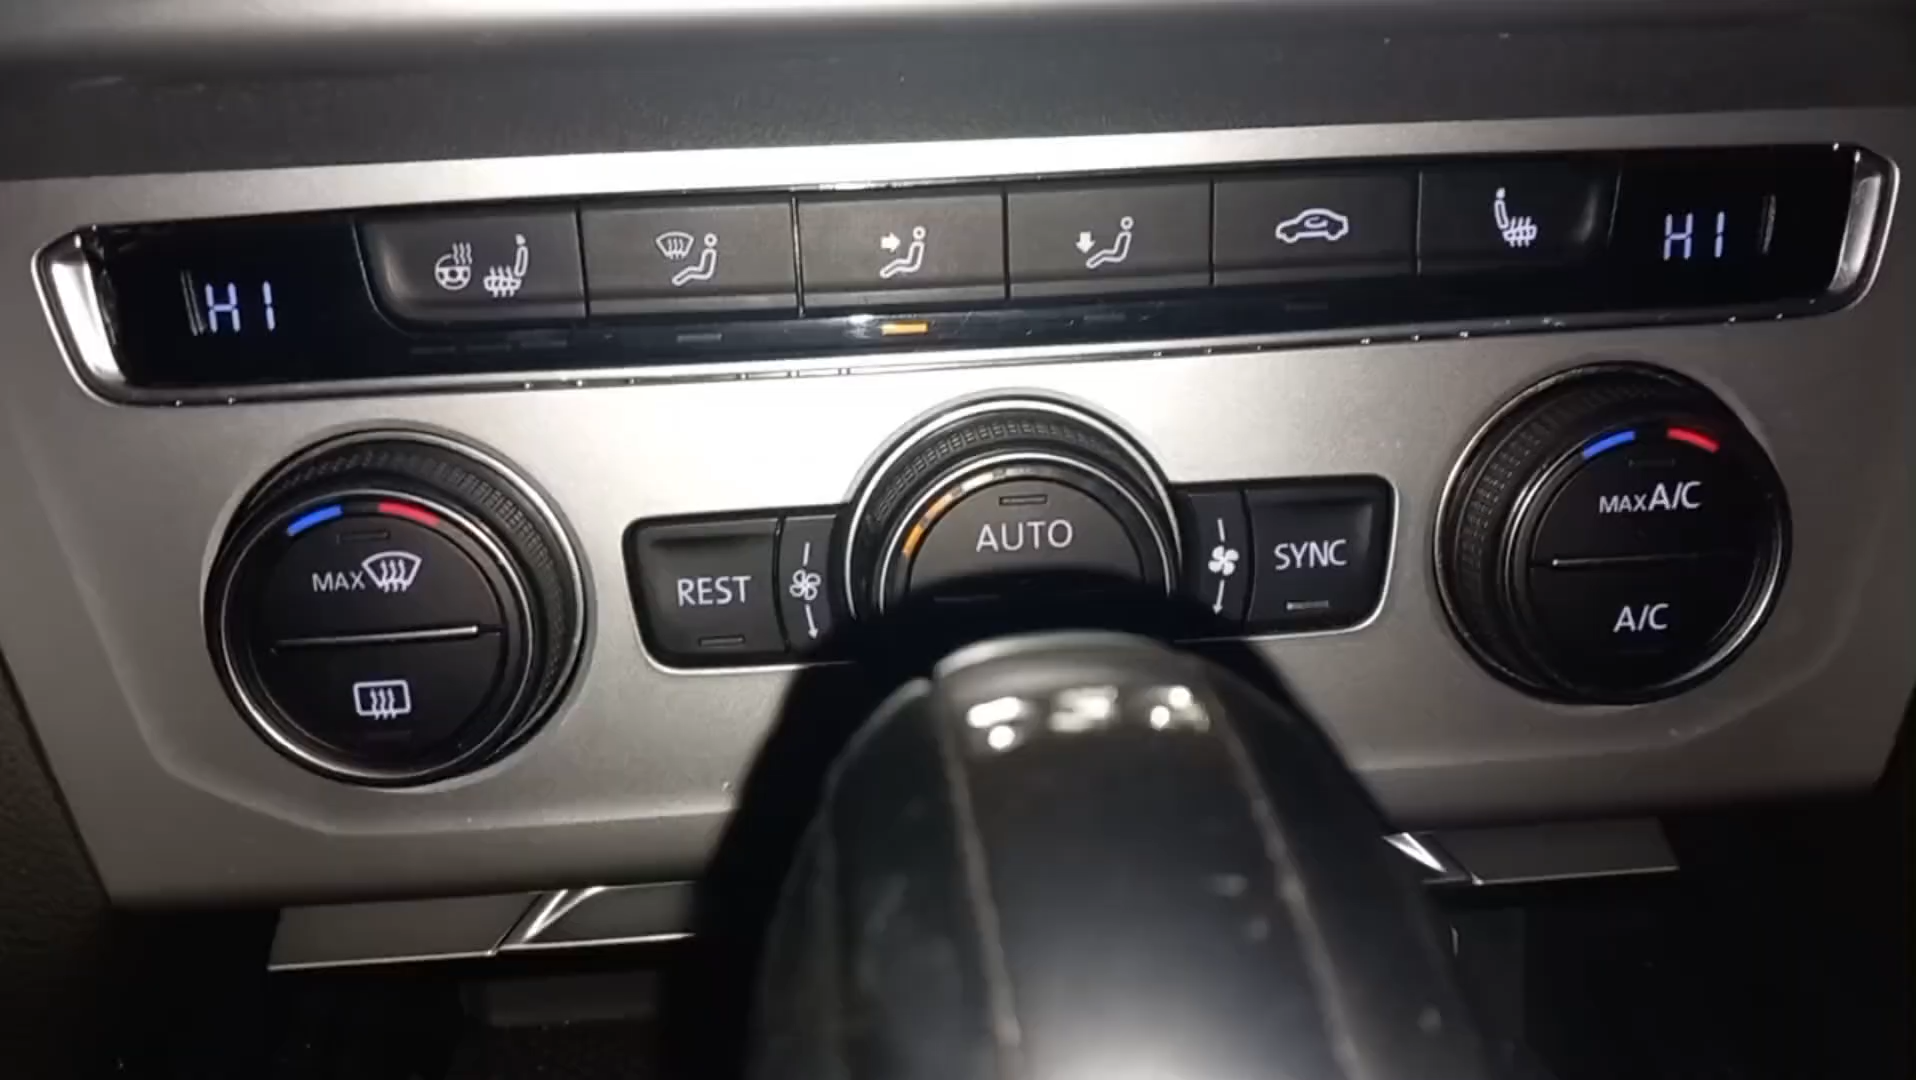 HI
HI
MAX
REST
AUTO
SYNC
MAX A/C
A/C